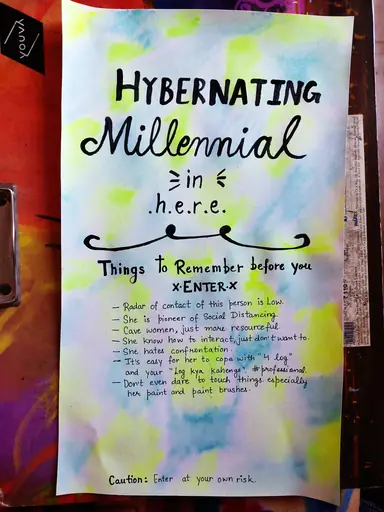 YOUVA
HYBERNATING
Millennial
in
.h.e.r.e.
Things to Remember before you
x.ENTER.x
– Radar of contact of this person is Low.
– She is pioneer of Social Distancing.
– Cave women, just more resourceful
– She know how to interact, just don't want to.
– She hates confrontation.
– It's easy for her to cope with "4 log"
and your "Log kya kahenge". #professional.
– Don't even dare to touch things especially
her paint and paint brushes.
Caution: Enter at your own risk.